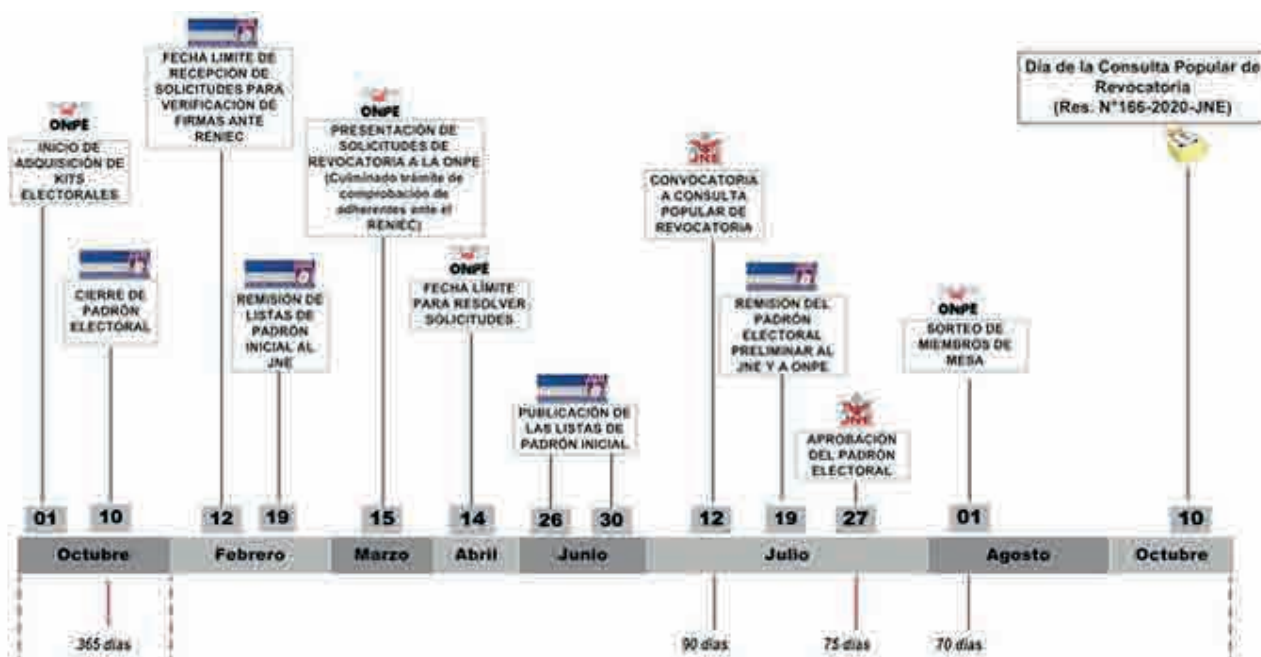 ONPE
INICIO DE
ADQUISICIÓN DE
KITS
ELECTORALES
CIERRE DE
PADRÓN
ELECTORAL
FECHA LIMITE DE
RECEPCIÓN DE
SOLICITUDES PARA
VERIFICACIÓN DE
FIRMAS ANTE
RENIEC
REMISIÓN DE
LISTAS DE
PADRÓN
INICIAL AL
JNE
ONPE
PRESENTACIÓN DE
SOLICITUDES DE
REVOCATORIA A LA ONPE
(Culminado trámite de
comprobación de
adherentes ante el
RENIEC)
ONPE
FECHA LÍMITE
PARA RESOLVER
SOLICITUDES
PUBLICACIÓN DE
LAS LISTAS DE
PADRÓN INICIAL
JNE
CONVOCATORIA
A CONSULTA
POPULAR DE
REVOCATORIA
REMISIÓN DEL
PADRÓN
ELECTORAL
PRELIMINAR AL
JNE Y A ONPE
JNE
APROBACIÓN
DEL PADRÓN
ELECTORAL
ONPE
SORTEO DE
MIEMBROS DE
MESA
Día de la Consulta Popular de
Revocatoria
(Res. N°166-2020-JNE)
01 10 12 19 15 14 26 30 12 19 27 01 10
Octubre Febrero Marzo Abril Junio Julio Agosto Octubre
365 días 90 días 75 días 70 días